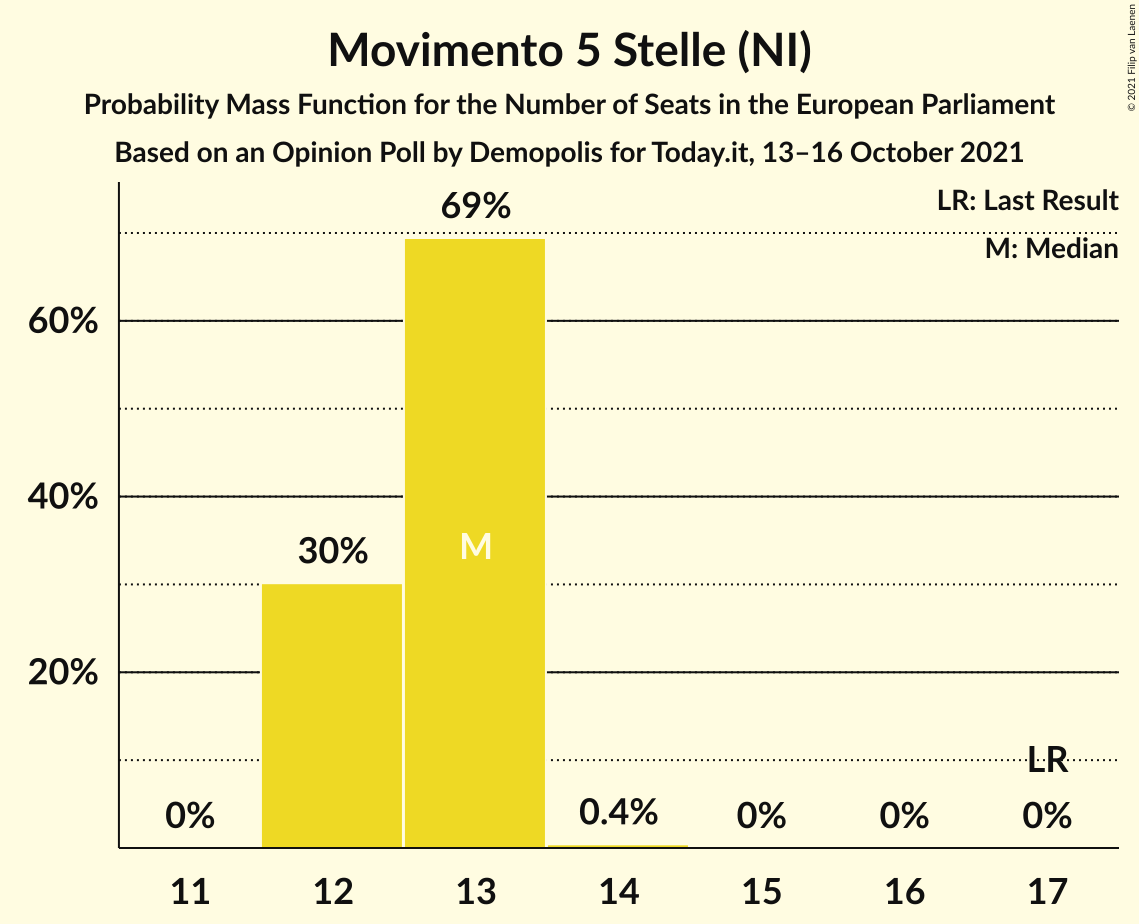 Movimento 5 Stelle (NI)
Probability Mass Function for the Number of Seats in the European Parliament
Based on an Opinion Poll by Demopolis for Today.it, 13–16 October 2021
© 2021 Filip van Laenen
LR: Last Result
M: Median
69%
60%
40%
30%
M
20%
LR
0%
0.4%
0%
0%
0%
11
12
13
14
15
16
17